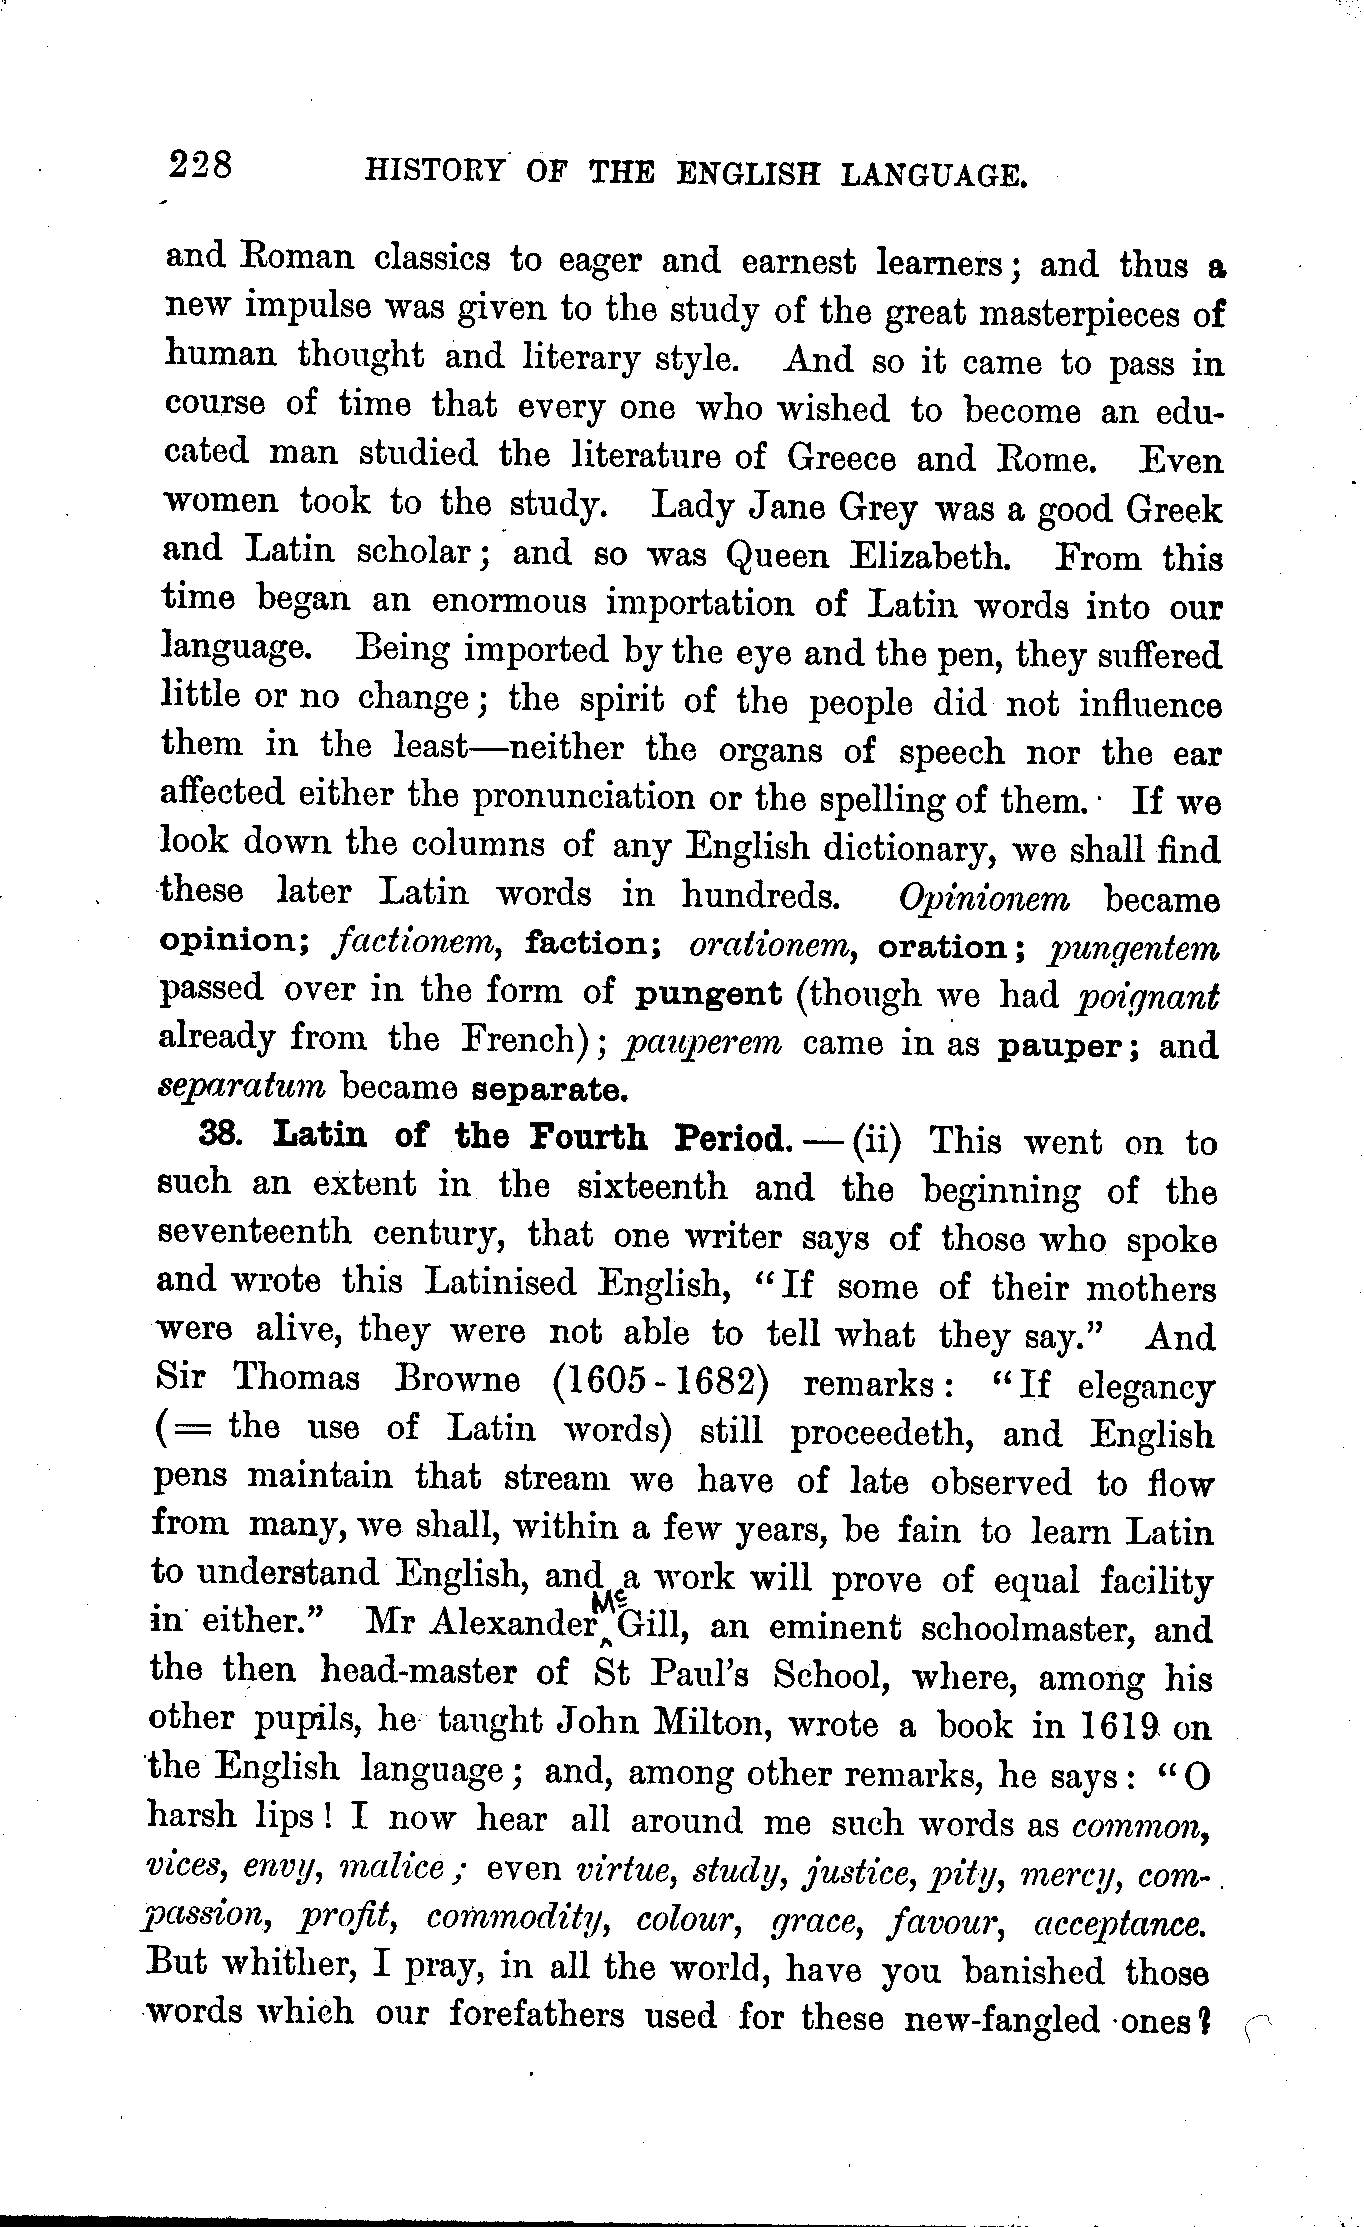 228 HISTORY OF THE ENGLISH LANGUAGE.
and Roman classics to eager and earnest learners; and thus a
new impulse was given to the study of the great masterpieces of
human thought and literary style. And so it came to pass in
course of time that every one who wished to become an edu-
cated man studied the literature of Greece and Rome. Even
women took to the study. Lady Jane Grey was a good Greek
and Latin scholar; and so was Queen Elizabeth. From this
time began an enormous importation of Latin words into our
language. Being imported by the eye and the pen, they suffered
little or no change; the spirit of the people did not influence
them in the least—neither the organs of speech nor the ear
affected either the pronunciation or the spelling of them. If we
look down the columns of any English dictionary, we shall find
these later Latin words in hundreds. Opinionem became
opinion; factionem, faction; orationem, oration; pungentem
passed over in the form of pungent (though we had poignant
already from the French); pauperem came in as pauper; and
separatum became separate.
38. Latin of the Fourth Period.—(ii) This went on to
such an extent in the sixteenth and the beginning of the
seventeenth century, that one writer says of those who spoke
and wrote this Latinised English, "If some of their mothers
were alive, they were not able to tell what they say." And
Sir Thomas Browne (1605-1682) remarks: "If elegancy
(= the use of Latin words) still proceedeth, and English
pens maintain that stream we have of late observed to flow
from many, we shall, within a few years, be fain to learn Latin
to understand English, and a work will prove of equal facility
in either." Mr Alexander Mc Gill, an eminent schoolmaster, and
the then head-master of St Paul's School, where, among his
other pupils, he taught John Milton, wrote a book in 1619 on
the English language; and, among other remarks, he says: "O
harsh lips! I now hear all around me such words as common,
vices, envy, malice; even virtue, study, justice, pity, mercy, com-
passion, profit, commodity, colour, grace, favour, acceptance.
But whither, I pray, in all the world, have you banished those
words which our forefathers used for these new-fangled ones?